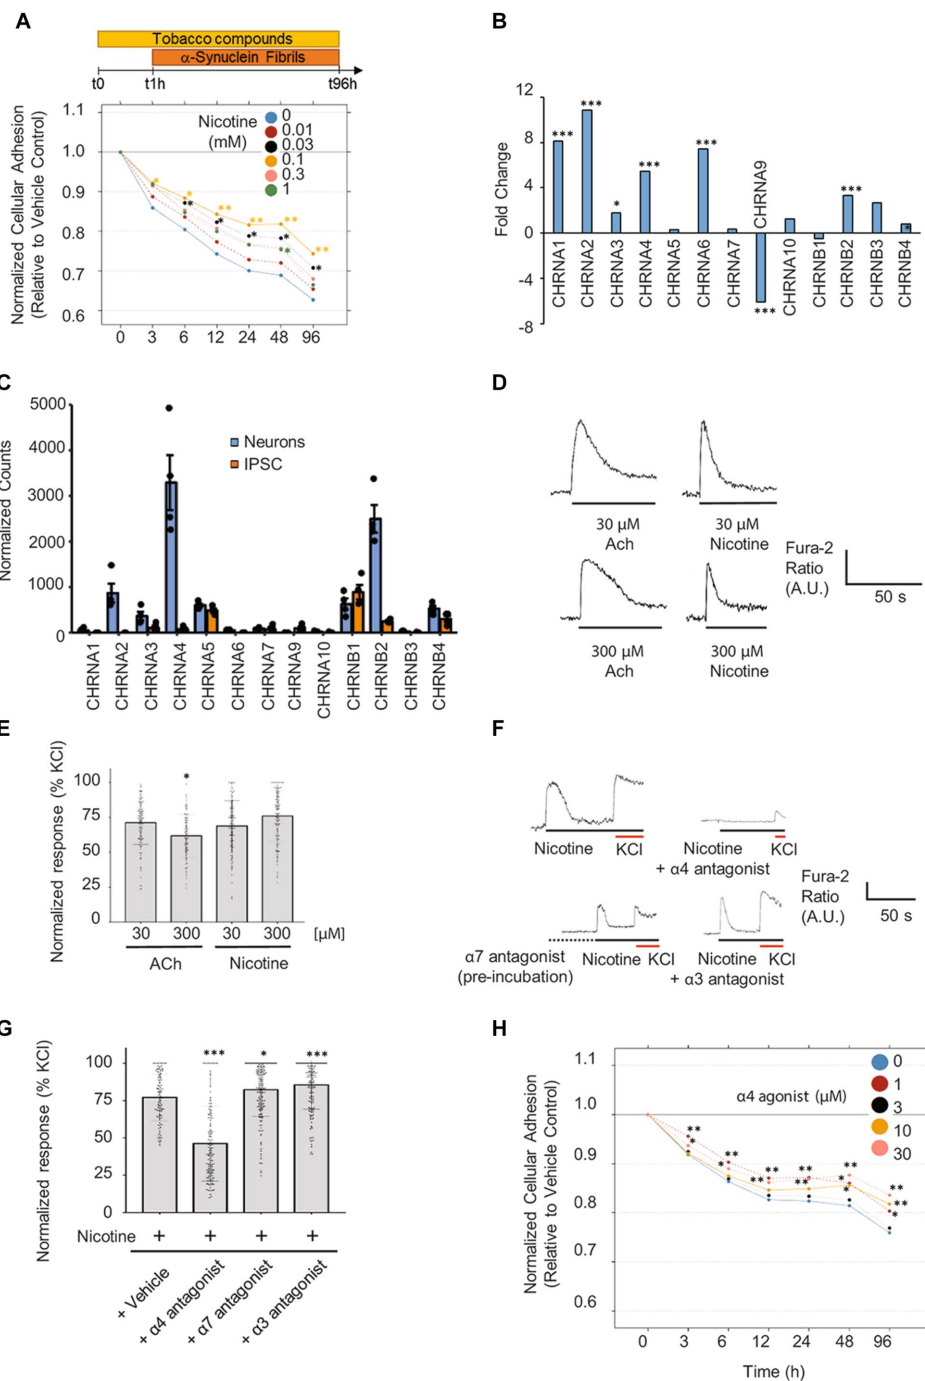 A
Tobacco compounds
α-Synuclein Fibrils
t0
t1h
t96h
Normalized Cellular Adhesion
(Relative to Vehicle Control)
1.1
1.0
0.9
0.8
0.7
0.6
Nicotine
(mM)
0
0.01
0.03
0.1
0.3
1
* * ** ** ** **
* * * * *
*
0 3 6 12 24 48 96
B
Fold Change
12
8
4
0
-4
-8
*** *** * *** *** *** *** *
CHRNA1
CHRNA2
CHRNA3
CHRNA4
CHRNA5
CHRNA6
CHRNA7
CHRNA9
CHRNA10
CHRNB1
CHRNB2
CHRNB3
CHRNB4
C
Normalized Counts
5000
4000
3000
2000
1000
0
Neurons
IPSC
CHRNA1
CHRNA2
CHRNA3
CHRNA4
CHRNA5
CHRNA6
CHRNA7
CHRNA9
CHRNA10
CHRNB1
CHRNB2
CHRNB3
CHRNB4
D
30 µM
Ach
30 µM
Nicotine
300 µM
Ach
300 µM
Nicotine
Fura-2
Ratio
(A.U.)
50 s
E
Normalized response (% KCl)
100
75
50
25
0
*
30 300 30 300 [µM]
ACh Nicotine
F
Nicotine KCl
Nicotine KCl
+ α4 antagonist
α7 antagonist Nicotine KCl
(pre-incubation)
Nicotine KCl
+ α3 antagonist
Fura-2
Ratio
(A.U.)
50 s
G
Normalized response (% KCl)
100
75
50
25
0
*** * ***
Nicotine + + + +
+ Vehicle
+ α4 antagonist
+ α7 antagonist
+ α3 antagonist
H
Normalized Cellular Adhesion
(Relative to Vehicle Control)
1.1
1.0
0.9
0.8
0.7
0.6
α4 agonist (µM)
0
1
3
10
30
** ** ** ** ** **
* * ** ** * **
* *
0 3 6 12 24 48 96
Time (h)